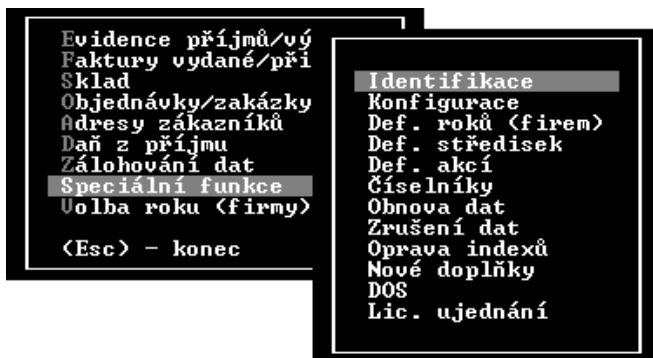 Evidence příjmů/vý
Faktury vydané/při
Sklad
Objednávky/zakázky
Adresy zákazníků
Daň z příjmu
Zálohování dat
Speciální funkce
Volba roku (firmy)
(Esc) - konec
Identifikace
Konfigurace
Def. roků (firem)
Def. středisek
Def. akcí
Číselníky
Obnova dat
Zrušení dat
Oprava indexů
Nové doplňky
DOS
Lic. ujednání